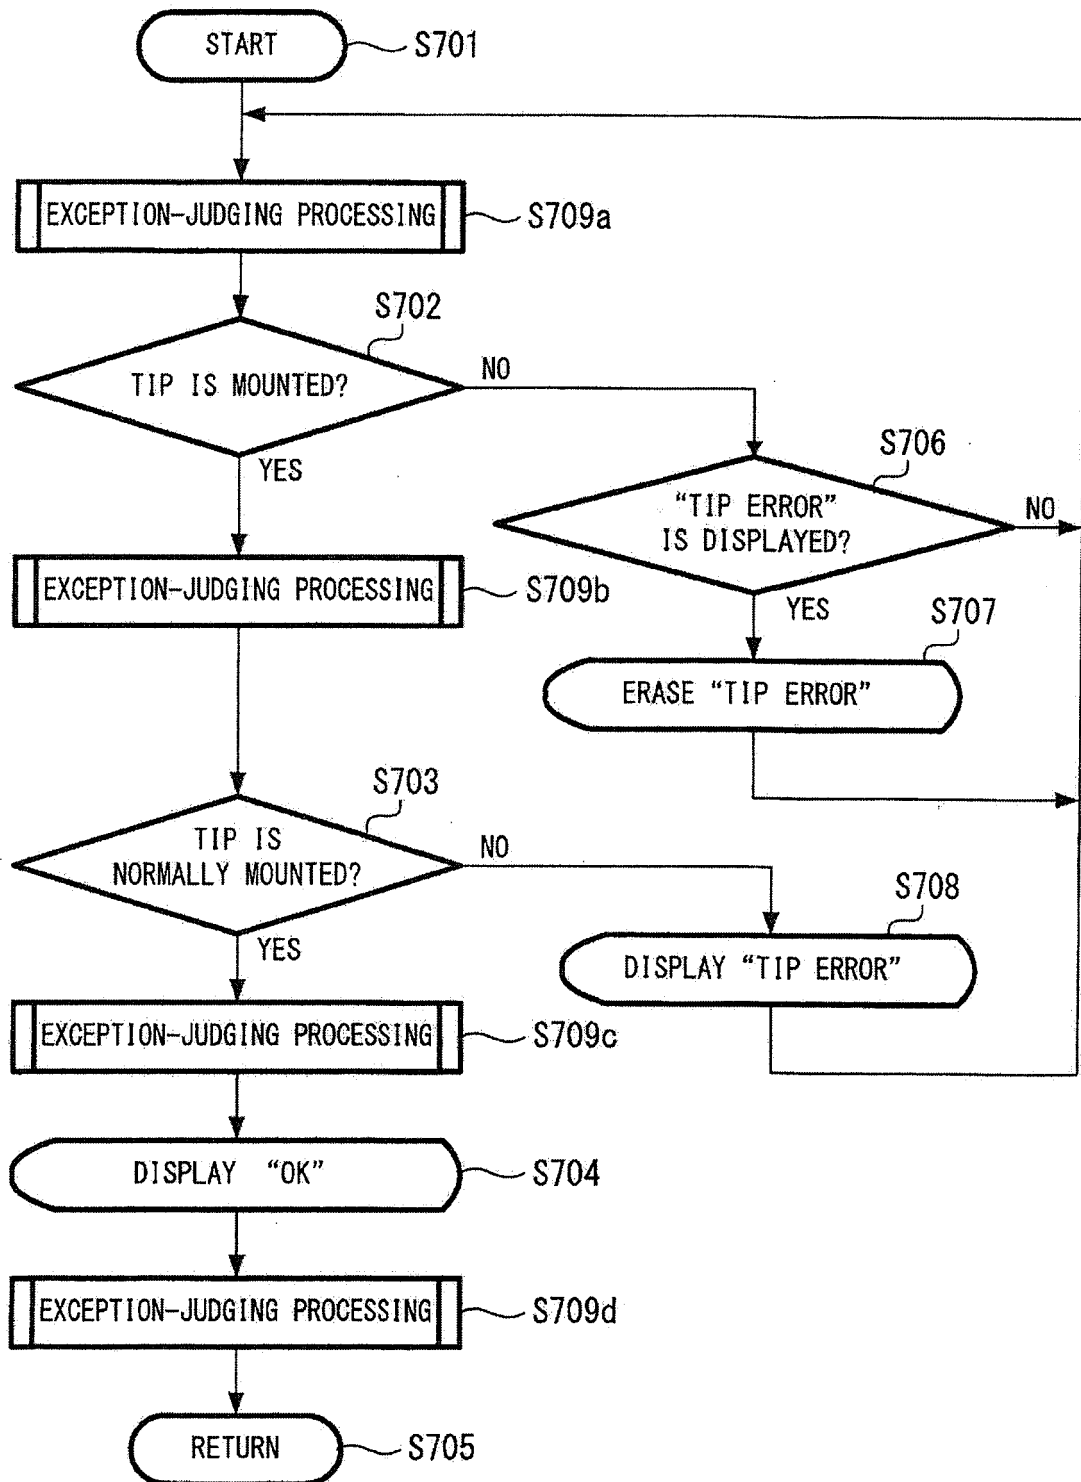 START
S701
EXCEPTION-JUDGING PROCESSING
S709a
S702
TIP IS MOUNTED?
NO
YES
S706
“TIP ERROR”
IS DISPLAYED?
NO
YES
EXCEPTION-JUDGING PROCESSING
S709b
S707
ERASE “TIP ERROR”
S703
TIP IS
NORMALLY MOUNTED?
NO
YES
S708
DISPLAY “TIP ERROR”
EXCEPTION-JUDGING PROCESSING
S709c
DISPLAY “OK”
S704
EXCEPTION-JUDGING PROCESSING
S709d
RETURN
S705